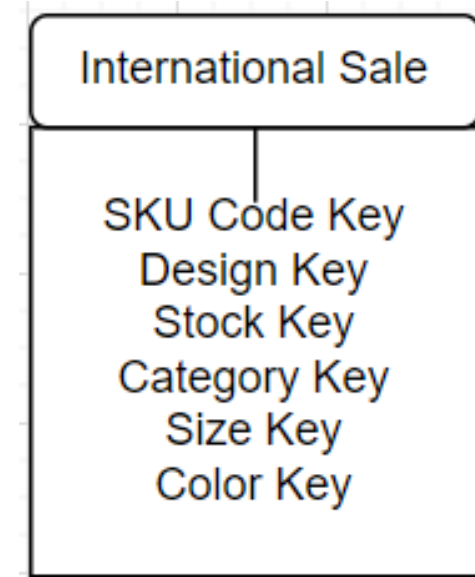 International Sale
SKU Code Key
Design Key
Stock Key
Category Key
Size Key
Color Key